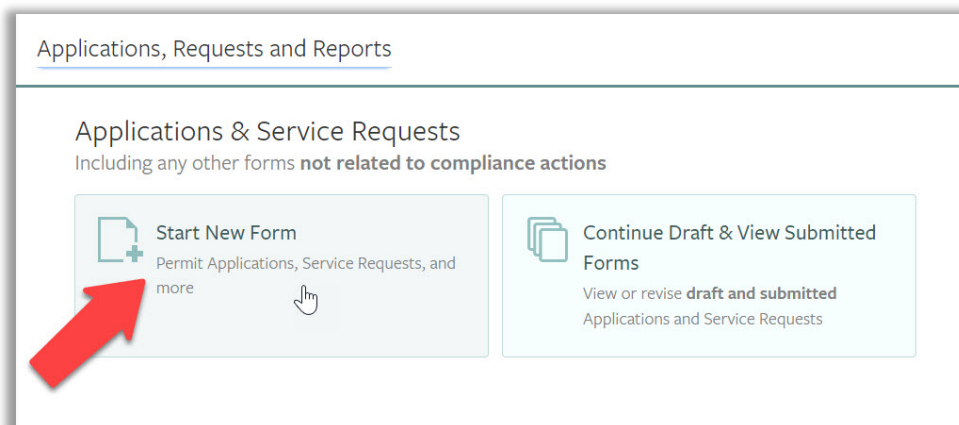 Applications, Requests and Reports
Applications & Service Requests
Including any other forms not related to compliance actions
Start New Form
Permit Applications, Service Requests, and
more
Continue Draft & View Submitted
Forms
View or revise draft and submitted
Applications and Service Requests